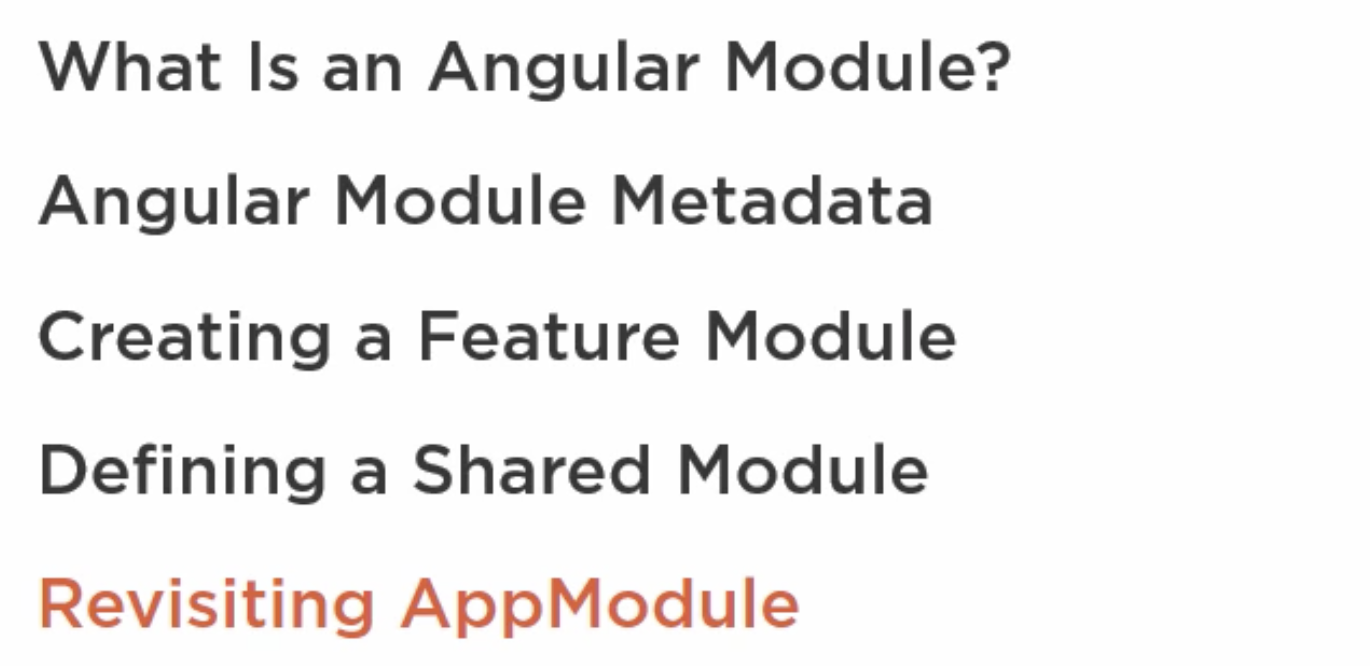 What Is an Angular Module?
Angular Module Metadata
Creating a Feature Module
Defining a Shared Module
Revisiting AppModule